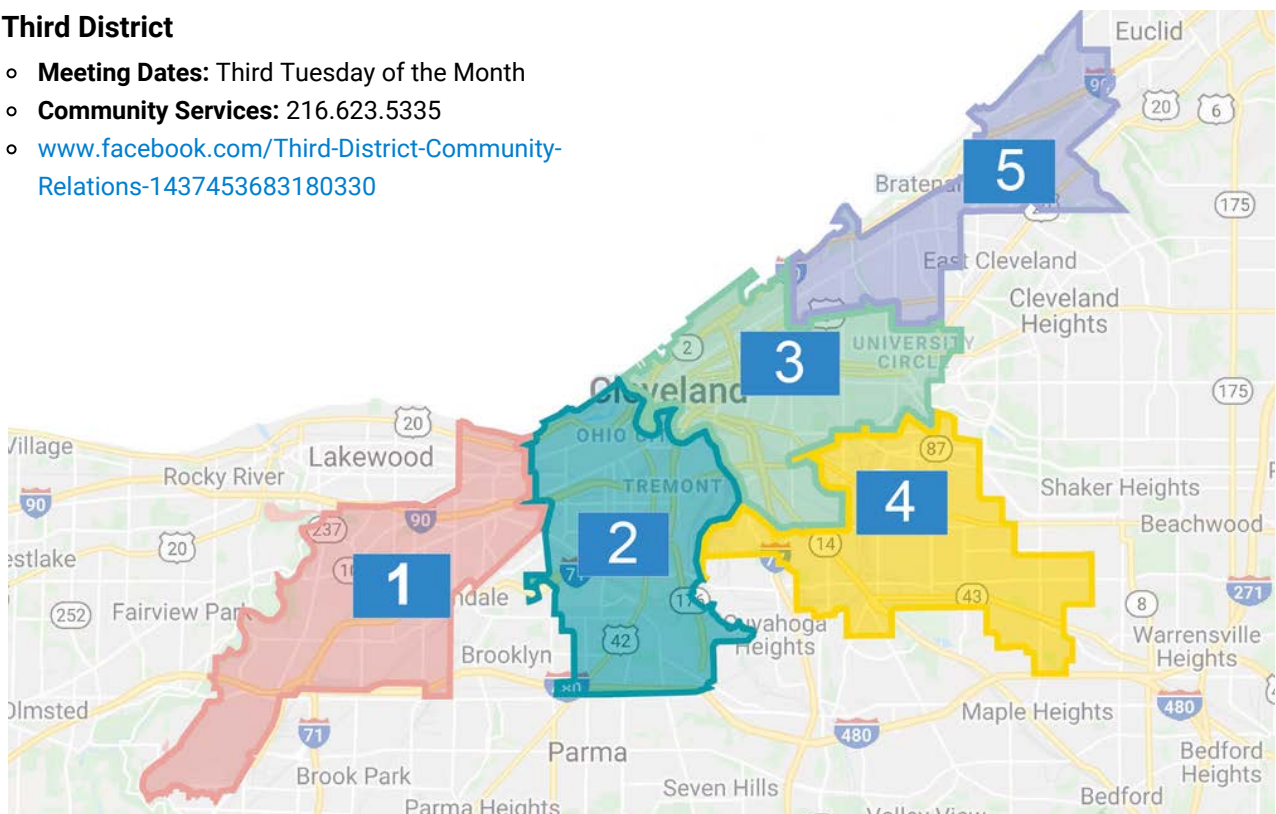 Third District
Meeting Dates: Third Tuesday of the Month
Community Services: 216.623.5335
www.facebook.com/Third-District-Community-
Relations-1437453683180330
Euclid
20
6
5
175
East Cleveland
Cleveland
Heights
UNIVERSITY
2
3
Cleveland
175
20
OHIO
87
Village
Lakewood
Rocky River
TREMONT
4
Shaker Heights
90
90
Beachwood
237
2
14
20
1
271
252
Fairview Park
43
8
42
Cuyahoga
Heights
Warrensville
Heights
Brooklyn
Olmsted
Maple Heights
480
71
480
Parma
Bedford
Heights
Brook Park
Seven Hills
Bedford
Parma Heights
Valley View